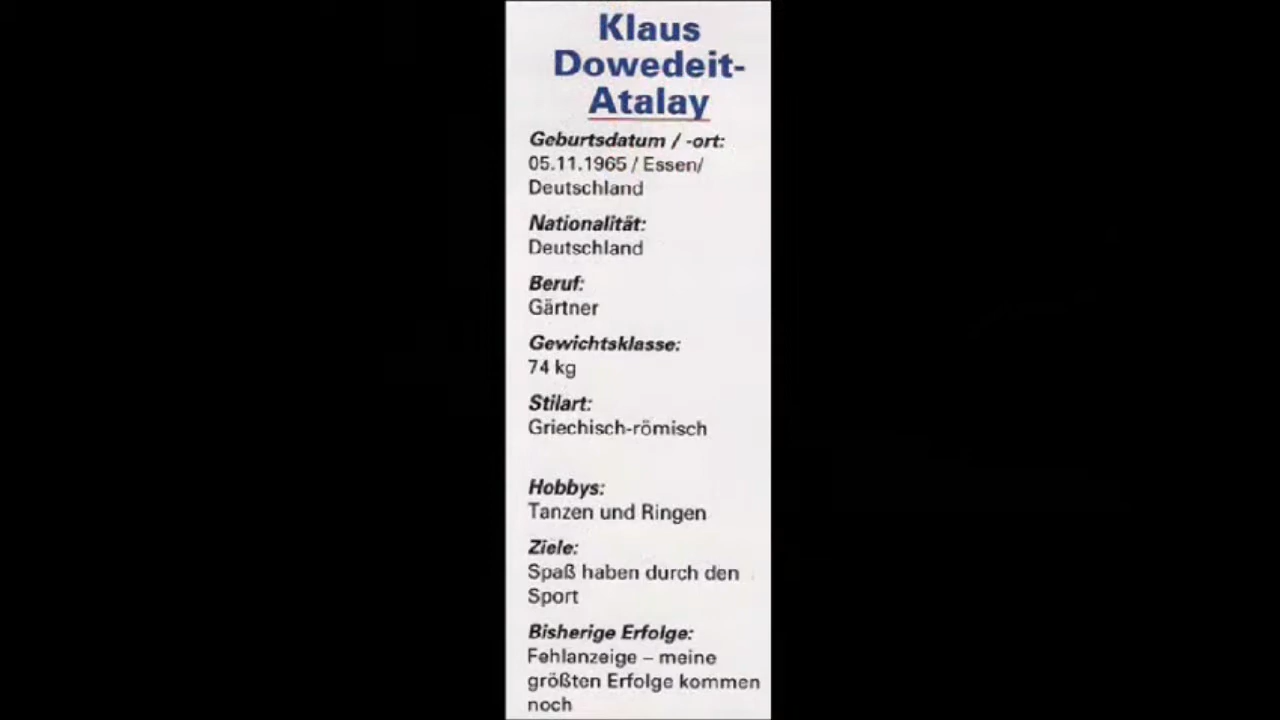 Klaus
Dowedeit-
Atalay
Geburtsdatum / -ort:
05.11.1965 / Essen/
Deutschland
Nationalität:
Deutschland
Beruf:
Gärtner
Gewichtsklasse:
74 kg
Stilart:
Griechisch-römisch
Hobbys:
Tanzen und Ringen
Ziele:
Spaß haben durch den
Sport
Bisherige Erfolge:
Fehlanzeige – meine
größten Erfolge kommen
noch